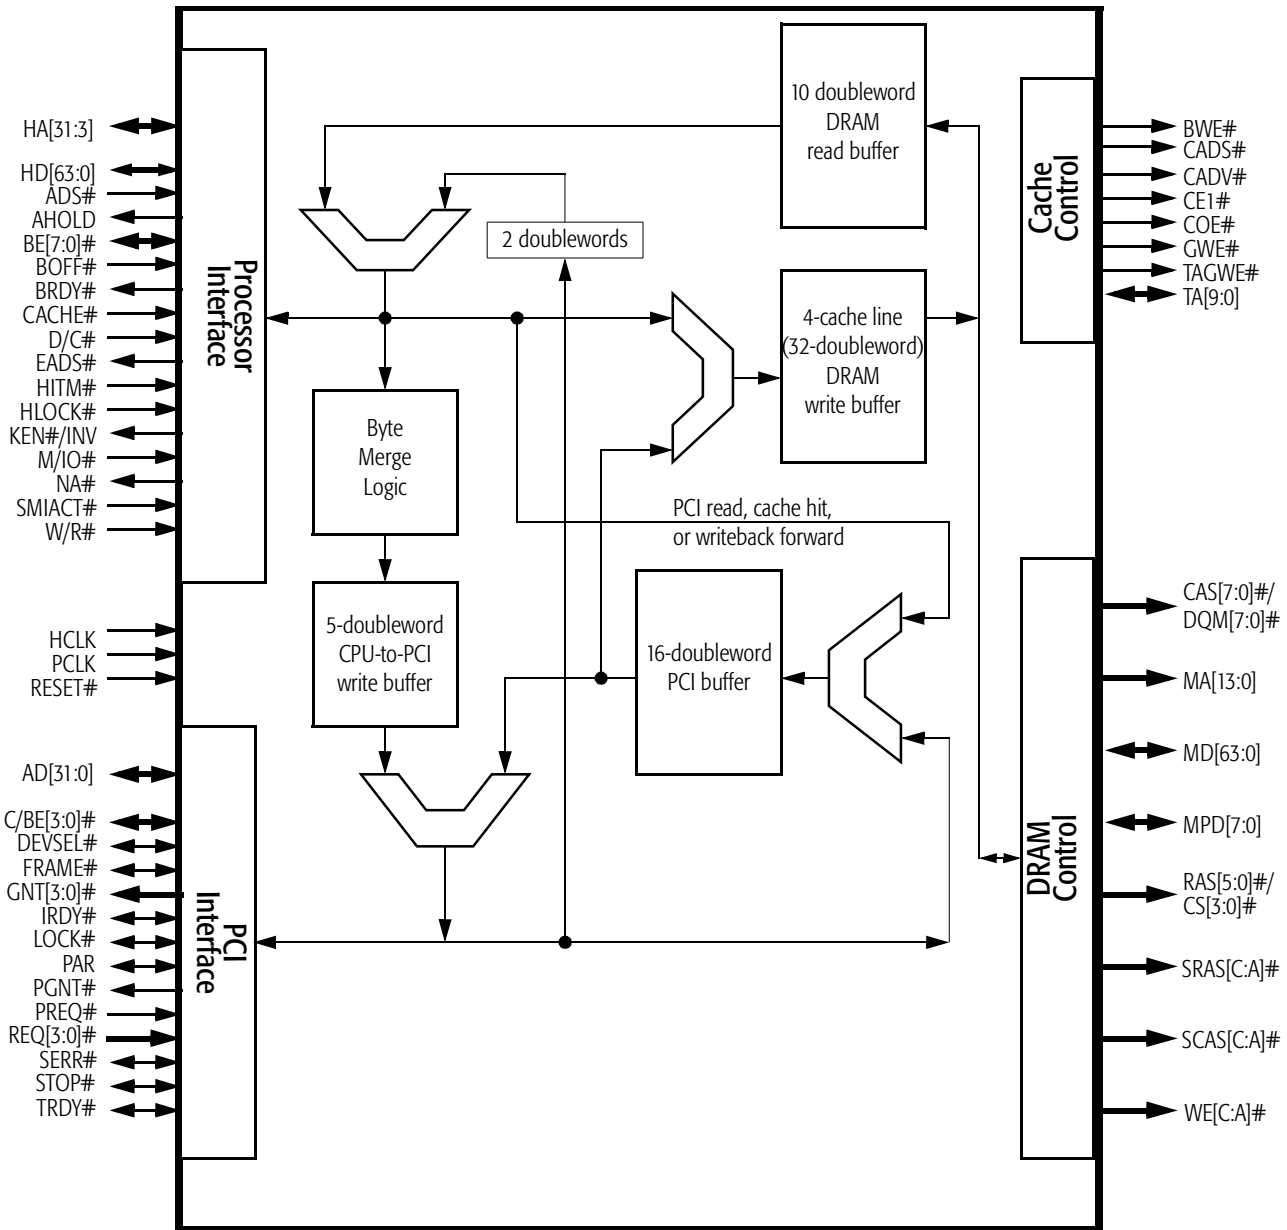 HA[31:3]
HD[63:0]
ADS#
AHOLD
BE[7:0]#
BOFF#
BRDY#
CACHE#
D/C#
EADS#
HITM#
HLOCK#
KEN#/INV
M/IO#
NA#
SMIACT#
W/R#
HCLK
PCLK
RESET#
AD[31:0]
C/BE[3:0]#
DEVSEL#
FRAME#
GNT[3:0]#
IRDY#
LOCK#
PAR
PGNT#
PREQ#
REQ[3:0]#
SERR#
STOP#
TRDY#
Processor
Interface
PCI
Interface
10 doubleword
DRAM
read buffer
2 doublewords
4-cache line
(32-doubleword)
DRAM
write buffer
Byte
Merge
Logic
PCI read, cache hit,
or writeback forward
5-doubleword
CPU-to-PCI
write buffer
16-doubleword
PCI buffer
Cache
Control
DRAM
Control
BWE#
CADS#
CADV#
CE1#
COE#
GWE#
TAGWE#
TA[9:0]
CAS[7:0]#/
DQM[7:0]#
MA[13:0]
MD[63:0]
MPD[7:0]
RAS[5:0]#/
CS[3:0]#
SRAS[C:A]#
SCAS[C:A]#
WE[C:A]#